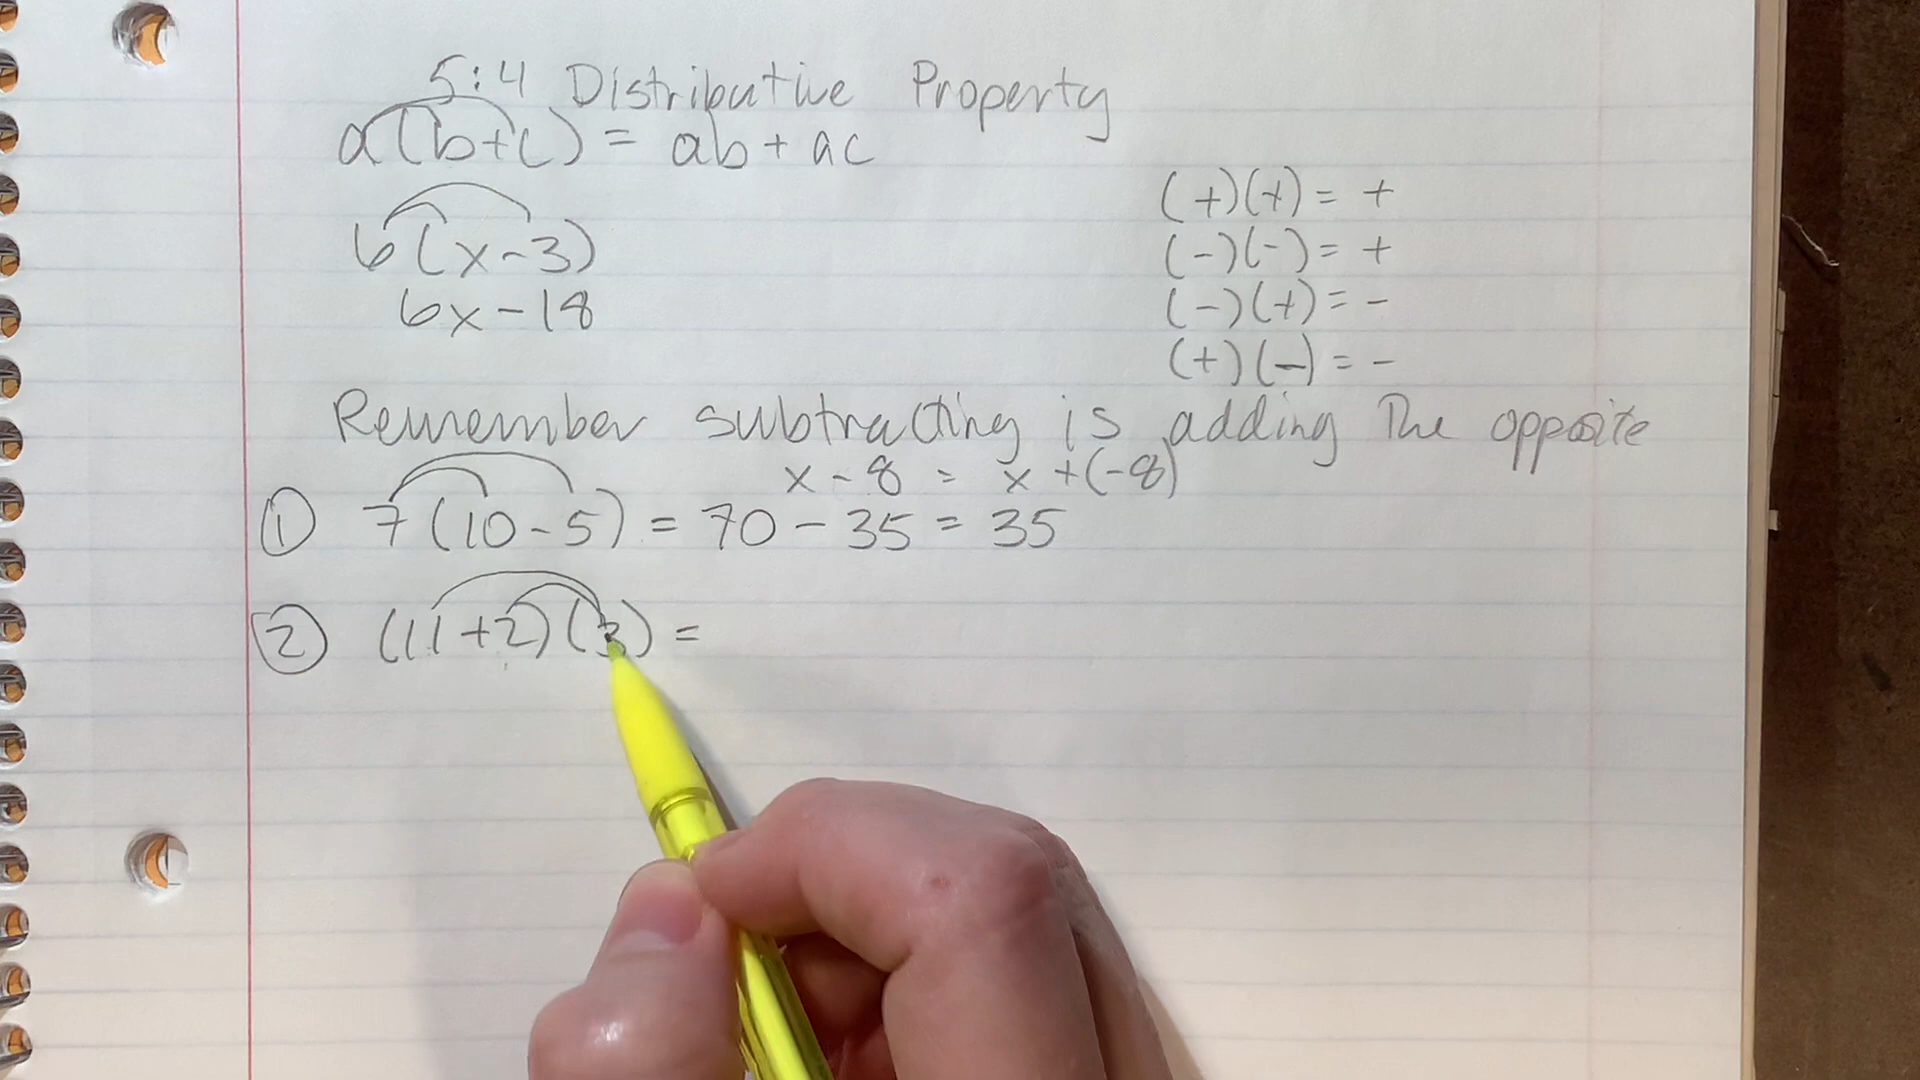 5:4 Distributive Property
a(b+c) = ab + ac
6(x-3)
6x-18
(+)(+) = +
(-)(-) = +
(-)(+) = -
(+)(-) = -
Remember subtracting is adding The opposite
x - 8 = x + (-8)
① 7(10-5) = 70 - 35 = 35
② (11+2)(3) =